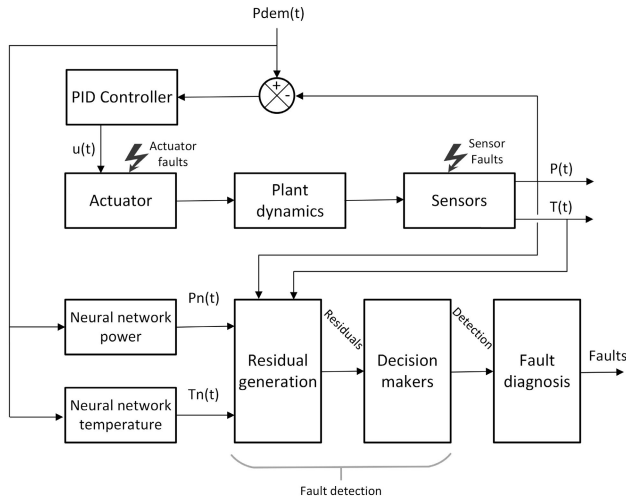 Pdem(t)
+
-
PID Controller
u(t)
Actuator
faults
Sensor
Faults
Actuator
Plant
dynamics
Sensors
P(t)
T(t)
Neural network
power
Pn(t)
Neural network
temperature
Tn(t)
Residual
generation
Residuals
Decision
makers
Detection
Fault
diagnosis
Faults
Fault detection